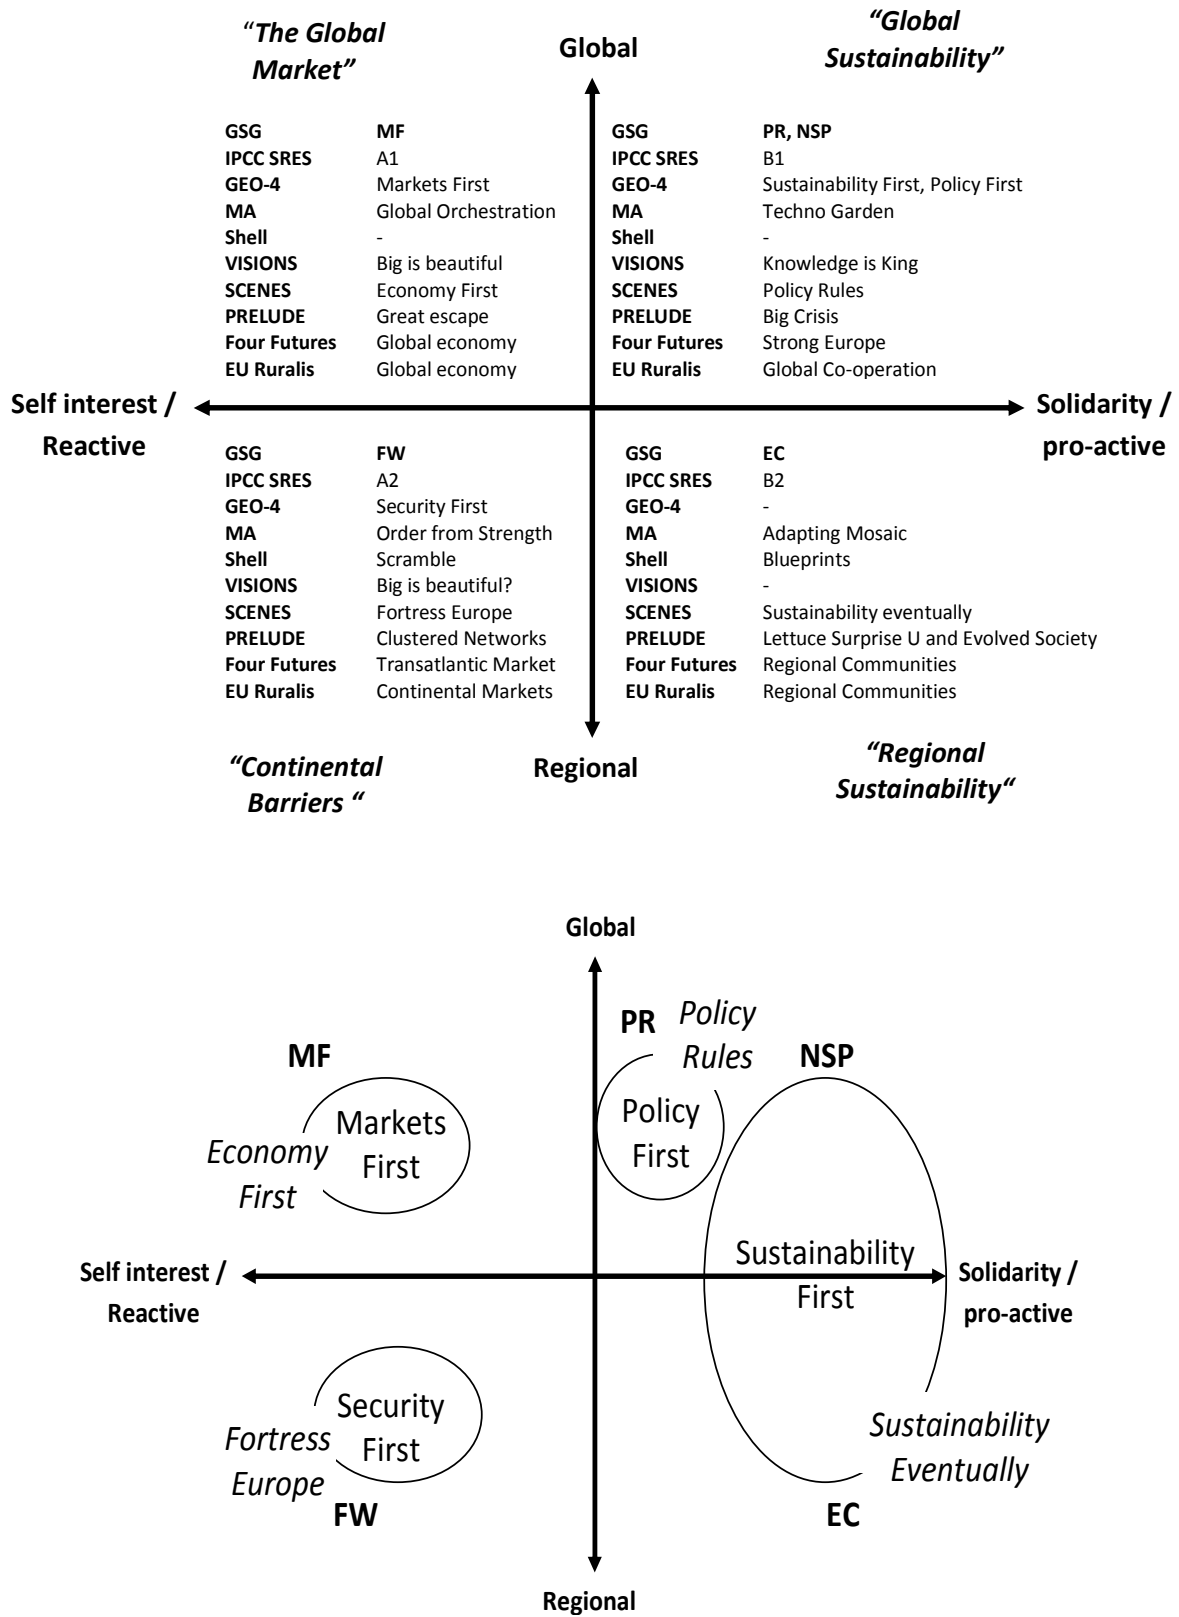 “The Global
Market”
Global
“Global
Sustainability”
GSG MF
IPCC SRES A1
GEO-4 Markets First
MA Global Orchestration
Shell -
VISIONS Big is beautiful
SCENES Economy First
PRELUDE Great escape
Four Futures Global economy
EU Ruralis Global economy
GSG PR, NSP
IPCC SRES B1
GEO-4 Sustainability First, Policy First
MA Techno Garden
Shell -
VISIONS Knowledge is King
SCENES Policy Rules
PRELUDE Big Crisis
Four Futures Strong Europe
EU Ruralis Global Co-operation
Self interest /
Reactive
Solidarity /
pro-active
GSG FW
IPCC SRES A2
GEO-4 Security First
MA Order from Strength
Shell Scramble
VISIONS Big is beautiful?
SCENES Fortress Europe
PRELUDE Clustered Networks
Four Futures Transatlantic Market
EU Ruralis Continental Markets
GSG EC
IPCC SRES B2
GEO-4 -
MA Adapting Mosaic
Shell Blueprints
VISIONS -
SCENES Sustainability eventually
PRELUDE Lettuce Surprise U and Evolved Society
Four Futures Regional Communities
EU Ruralis Regional Communities
“Continental
Barriers “
Regional
“Regional
Sustainability“
Global
PR
Policy
Rules
MF
NSP
Markets
First
Economy
First
Policy
First
Sustainability
First
Self interest /
Reactive
Solidarity /
pro-active
Security
First
Fortress
Europe
FW
Sustainability
Eventually
EC
Regional